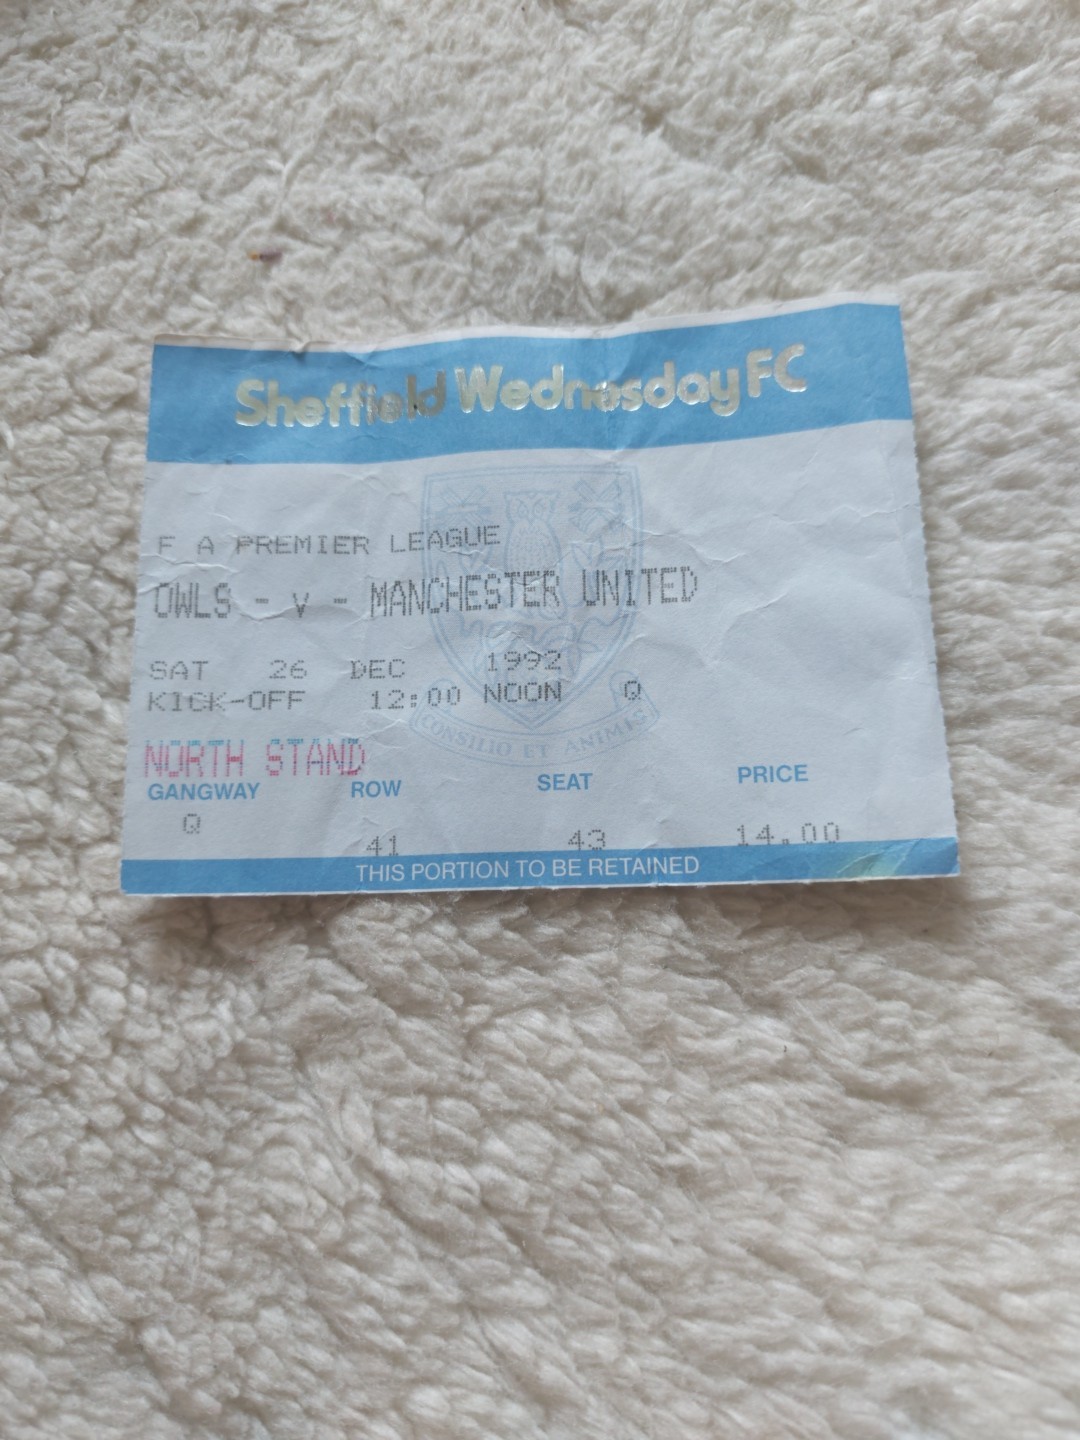 Sheffield Wednesday FC
F A PREMIER LEAGUE
OWLS - v - MANCHESTER UNITED
SAT 26 DEC 1992
KICK-OFF 12:00 NOON Q
NORTH STAND
GANGWAY ROW SEAT PRICE
Q 41 43 14.00
THIS PORTION TO BE RETAINED
CONSILIO ET ANIMIS